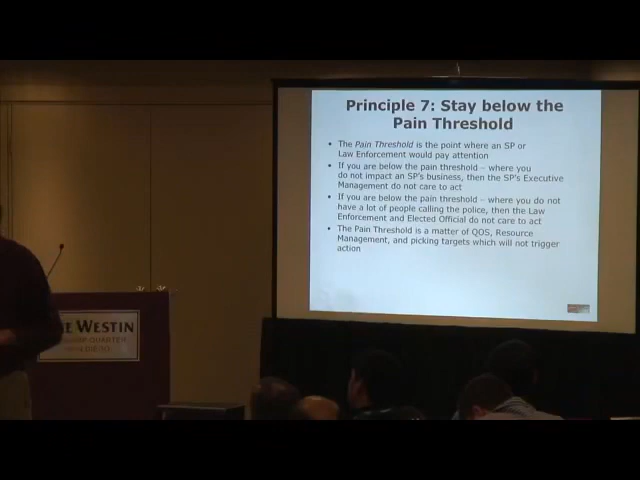 Principle 7: Stay below the
Pain Threshold
• The Pain Threshold is the point where an SP or
Law Enforcement would pay attention
• If you are below the pain threshold – where you
do not impact an SP's business, then the SP's Executive
Management do not care to act
• If you are below the pain threshold – where you do not
have a lot of people calling the police, then the Law
Enforcement and Elected Official do not care to act
• The Pain Threshold is a matter of QOS, Resource
Management, and picking targets which will not trigger
action
WESTIN
QUARTER
DIEGO